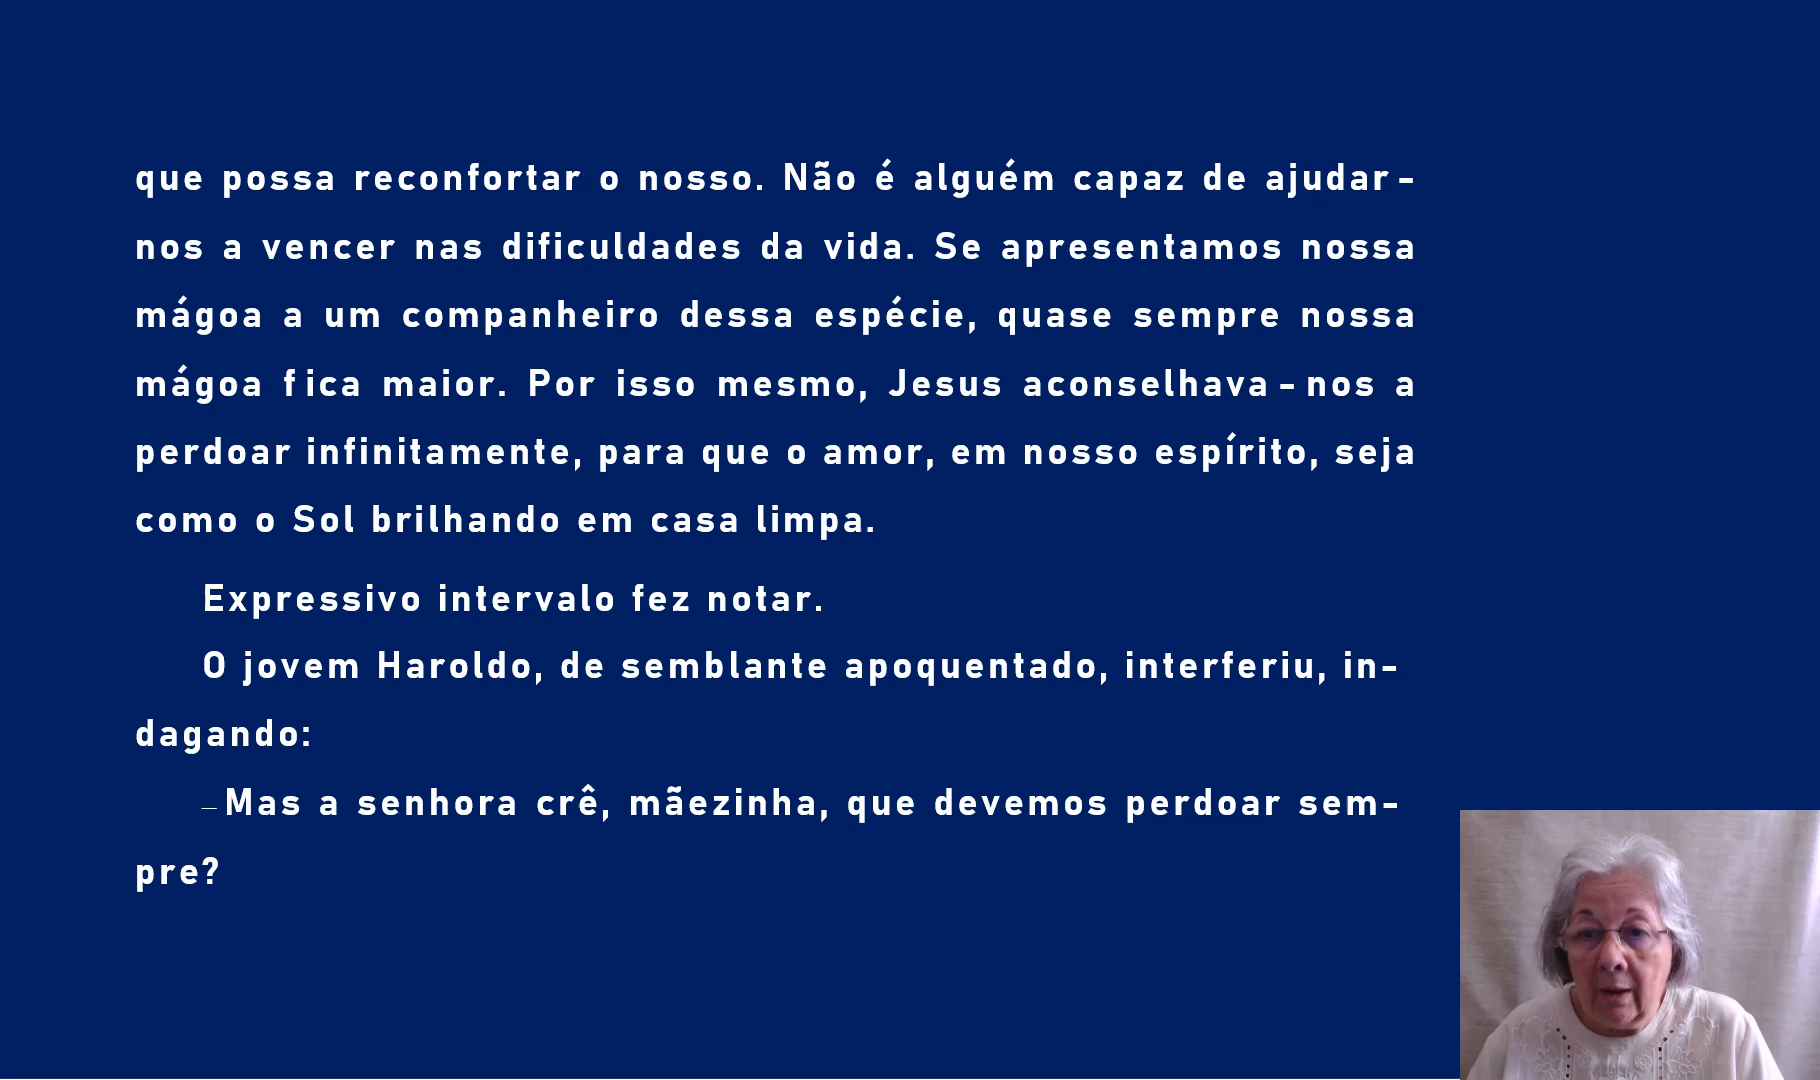 que possa reconfortar o nosso. Não é alguém capaz de ajudar-
nos a vencer nas dificuldades da vida. Se apresentamos nossa
mágoa a um companheiro dessa espécie, quase sempre nossa
mágoa fica maior. Por isso mesmo, Jesus aconselhava-nos a
perdoar infinitamente, para que o amor, em nosso espírito, seja
como o Sol brilhando em casa limpa.
Expressivo intervalo fez notar.
O jovem Haroldo, de semblante apoquentado, interferiu, in-
dagando:
– Mas a senhora crê, mãezinha, que devemos perdoar sem-
pre?